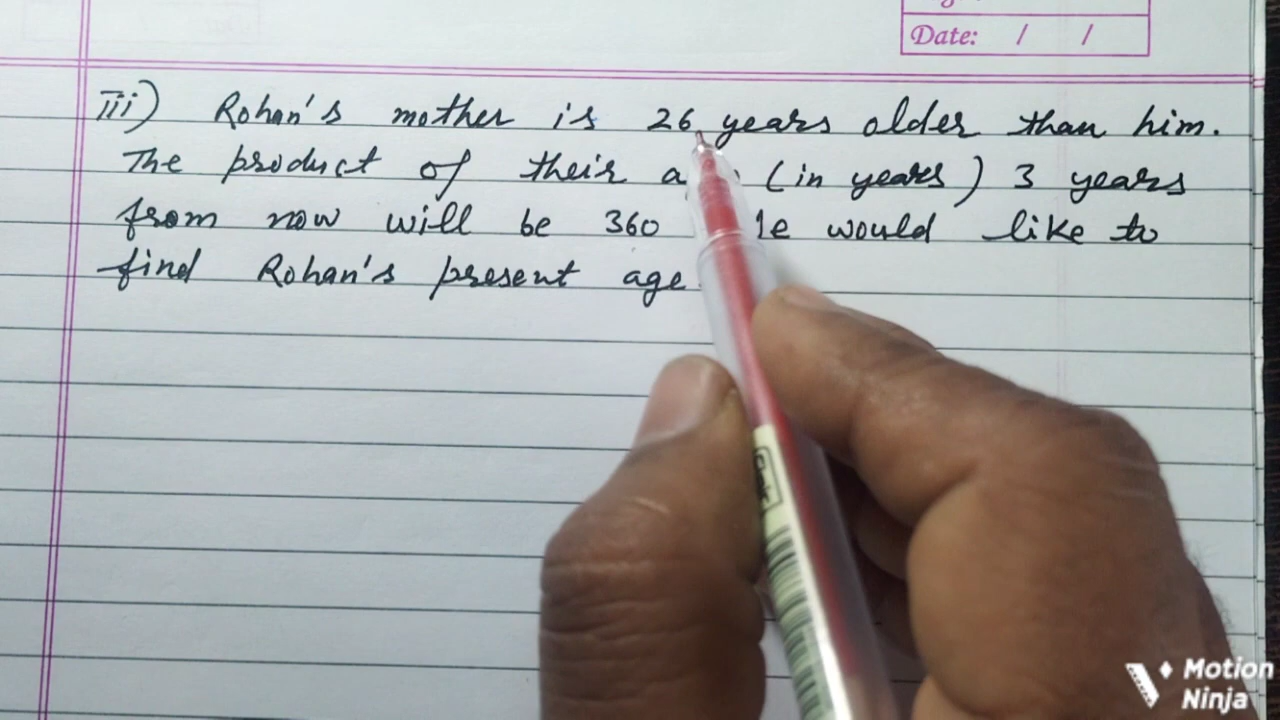 Date: / /
iii) Rohan's mother is 26 years older than him.
The product of their (in years) 3 years
from now will be 360 would like to
find Rohan's present age
Motion
Ninja